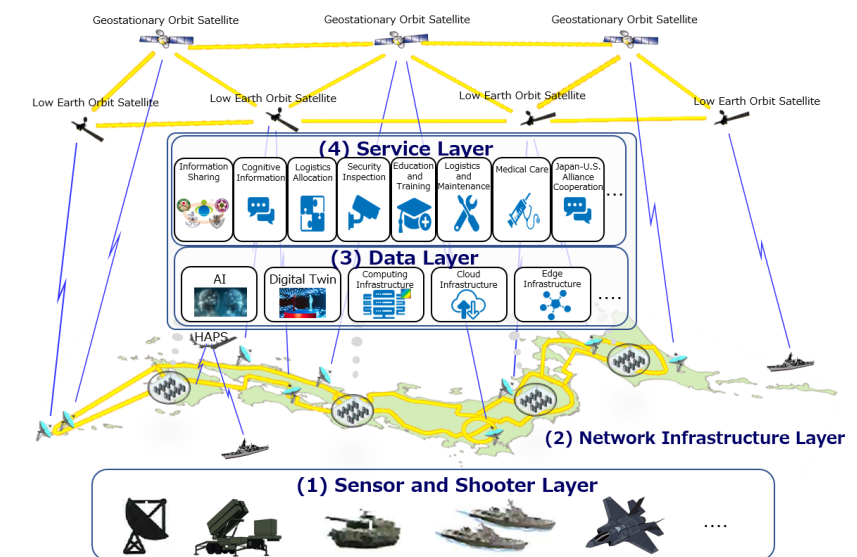 Geostationary Orbit Satellite
Geostationary Orbit Satellite
Geostationary Orbit Satellite
Low Earth Orbit Satellite
Low Earth Orbit Satellite
Low Earth Orbit Satellite
Low Earth Orbit Satellite
(4) Service Layer
Information
Sharing
Cognitive
Information
Logistics
Allocation
Security
Inspection
Education
and
Training
Logistics
and
Maintenance
Medical Care
Japan-U.S.
Alliance
Cooperation
...
(3) Data Layer
AI
Digital Twin
Computing
Infrastructure
Cloud
Infrastructure
Edge
Infrastructure
....
HAPS
(2) Network Infrastructure Layer
(1) Sensor and Shooter Layer
....